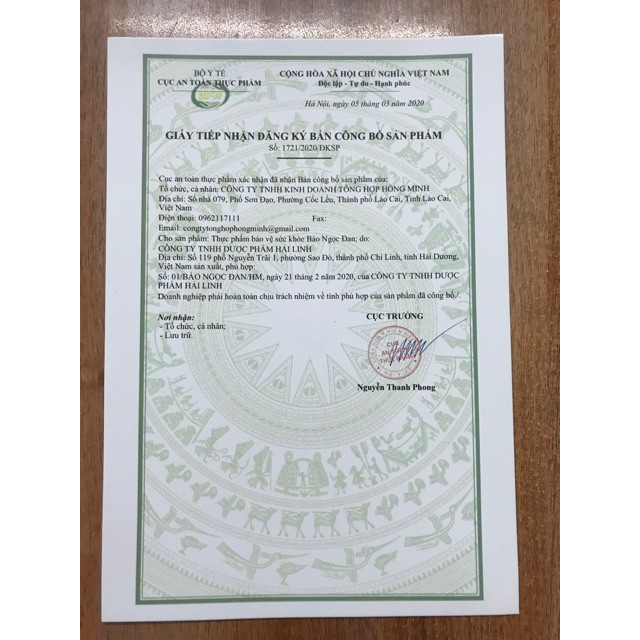 BỘ Y TẾ
CỤC AN TOÀN THỰC PHẨM
CỘNG HÒA XÃ HỘI CHỦ NGHĨA VIỆT NAM
Độc lập - Tự do - Hạnh phúc
Hà Nội, ngày 05 tháng 03 năm 2020
GIẤY TIẾP NHẬN ĐĂNG KÝ BẢN CÔNG BỐ SẢN PHẨM
Số: 1721/2020/ĐKSP
Cục an toàn thực phẩm xác nhận đã nhận Bản công bố sản phẩm của:
Tổ chức, cá nhân: CÔNG TY TNHH KINH DOANH TỔNG HỢP HỒNG MINH
Địa chỉ: Số nhà 079, Phố Sơn Đạo, Phường Cốc Lếu, Thành phố Lào Cai, Tỉnh Lào Cai,
Việt Nam
Điện thoại: 0962117111 Fax:
Email: congtytonghophongminh@gmail.com
Cho sản phẩm: Thực phẩm bảo vệ sức khỏe Bảo Ngọc Đan; do:
CÔNG TY TNHH DƯỢC PHẨM HẢI LINH
Địa chỉ: Số 119 phố Nguyễn Trãi 1, phường Sao Đỏ, thành phố Chí Linh, tỉnh Hải Dương,
Việt Nam sản xuất, phù hợp:
Số: 01/BẢO NGỌC ĐAN/HM, ngày 21 tháng 2 năm 2020, của CÔNG TY TNHH DƯỢC
PHẨM HẢI LINH
Doanh nghiệp phải hoàn toàn chịu trách nhiệm về tính phù hợp của sản phẩm đã công bố./.
Nơi nhận:
- Tổ chức, cá nhân;
- Lưu trữ.
CỤC TRƯỞNG
CỤC
AN TOÀN
THỰC PHẨM
Nguyễn Thanh Phong